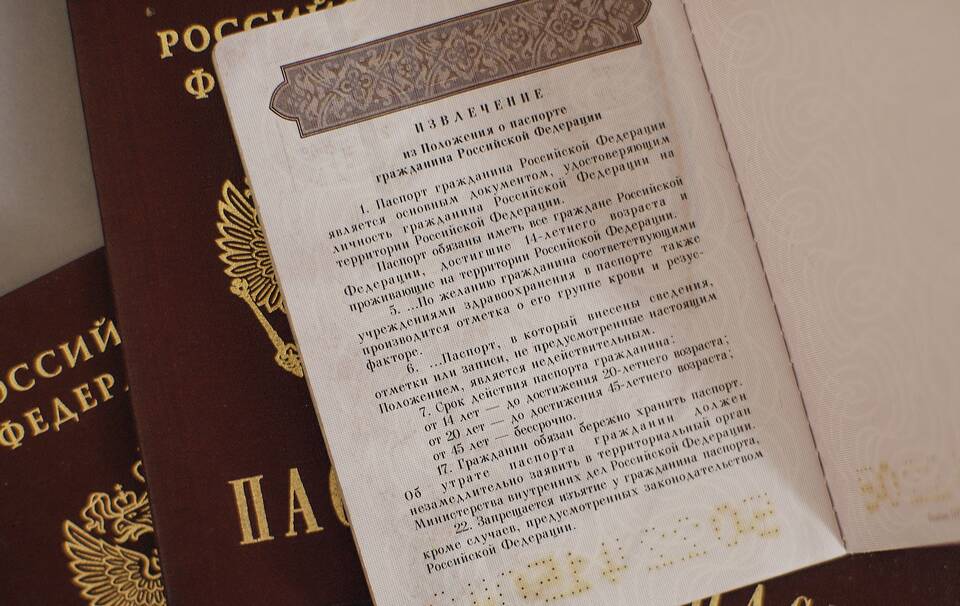 ИЗВЛЕЧЕНИЕ
из Положения о паспорте
гражданина Российской Федерации
1. Паспорт гражданина Российской Федерации
является основным документом, удостоверяющим
личность гражданина Российской Федерации на
территории Российской Федерации.
Паспорт обязаны иметь все граждане Российской
Федерации, достигшие 14-летнего возраста и
проживающие на территории Российской Федерации.
5. ...По желанию гражданина соответствующими
учреждениями здравоохранения в паспорте также
производится отметка о его группе крови и резус-
факторе.
6. ...Паспорт, в который внесены сведения,
отметки или записи, не предусмотренные настоящим
Положением, является недействительным.
7. Срок действия паспорта гражданина:
от 14 лет — до достижения 20-летнего возраста;
от 20 лет — до достижения 45-летнего возраста;
от 45 лет — бессрочно.
17. Гражданин обязан бережно хранить паспорт.
Об утрате паспорта гражданин должен
незамедлительно заявить в территориальный орган
Министерства внутренних дел Российской Федерации.
22. Запрещается изъятие у гражданина паспорта,
кроме случаев, предусмотренных законодательством
Российской Федерации.
РОССИЙ
Ф
ПАС
ОССИЙ
ФЕДЕРА
ПАС